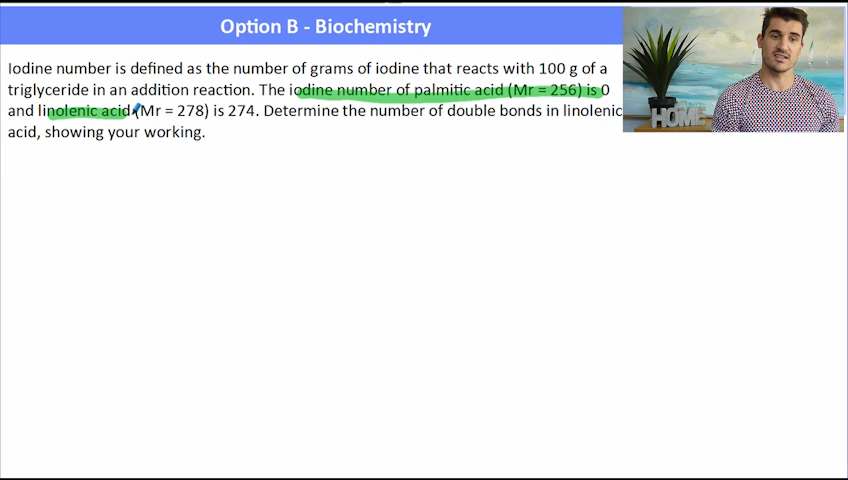 Option B - Biochemistry
Iodine number is defined as the number of grams of iodine that reacts with 100 g of a
triglyceride in an addition reaction. The iodine number of palmitic acid (Mr = 256) is 0
and linolenic acid (Mr = 278) is 274. Determine the number of double bonds in linolenic
acid, showing your working.
HOME